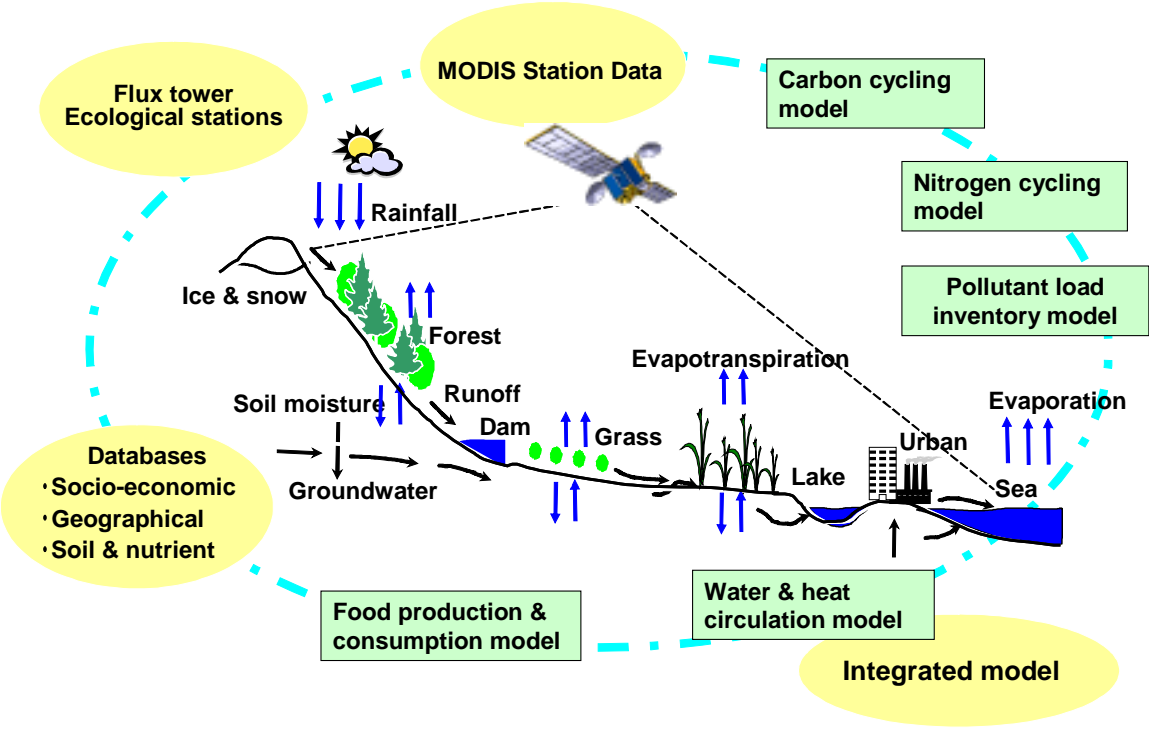 MODIS Station Data
Flux tower
Ecological stations
Carbon cycling
model
Nitrogen cycling
model
Rainfall
Pollutant load
inventory model
Ice & snow
Forest
Evapotranspiration
Runoff
Soil moisture
Evaporation
Dam
Grass
Urban
Databases
·Socio-economic
·Geographical
·Soil & nutrient
Groundwater
Lake
Sea
Food production &
consumption model
Water & heat
circulation model
Integrated model